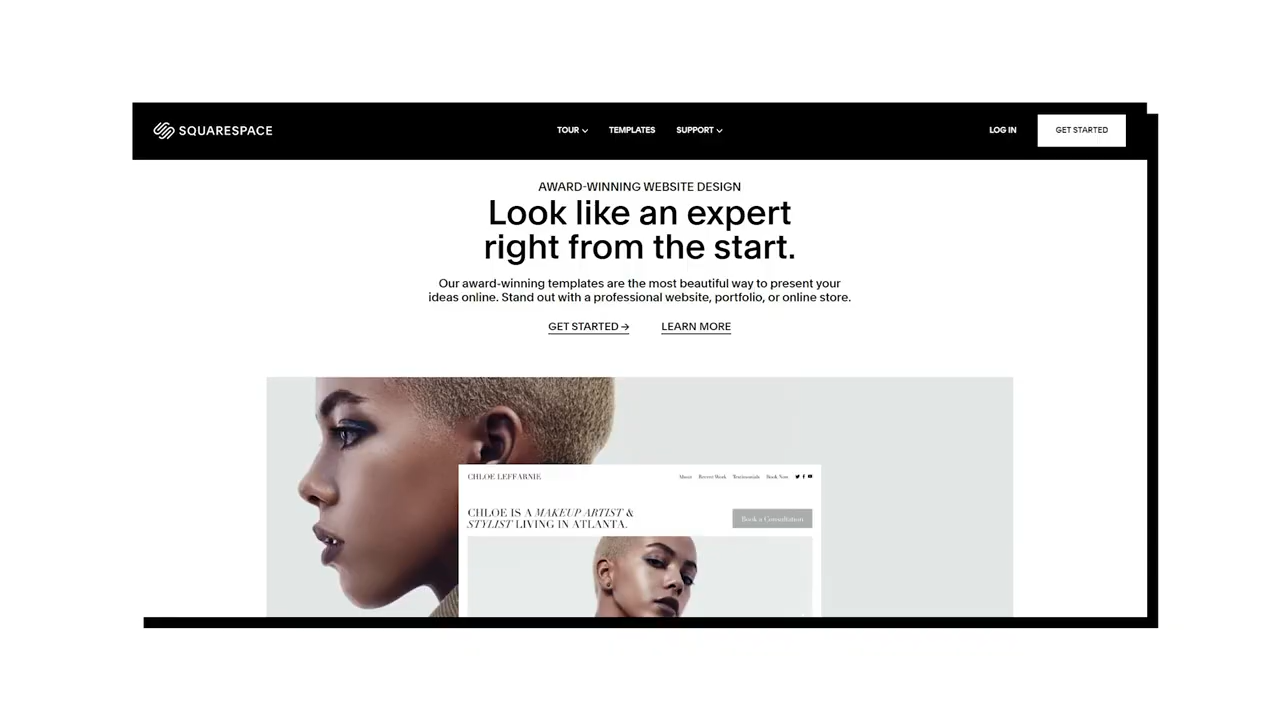 SQUARESPACE
TOUR
TEMPLATES
SUPPORT
LOG IN
GET STARTED
AWARD-WINNING WEBSITE DESIGN
Look like an expert
right from the start.
Our award-winning templates are the most beautiful way to present your
ideas online. Stand out with a professional website, portfolio, or online store.
GET STARTED →
LEARN MORE
CHLOE LEFFARNIE
About
Recent Work
Testimonials
Book Now
CHLOE IS A MAKEUP ARTIST &
STYLIST LIVING IN ATLANTA.
Book a Consultation